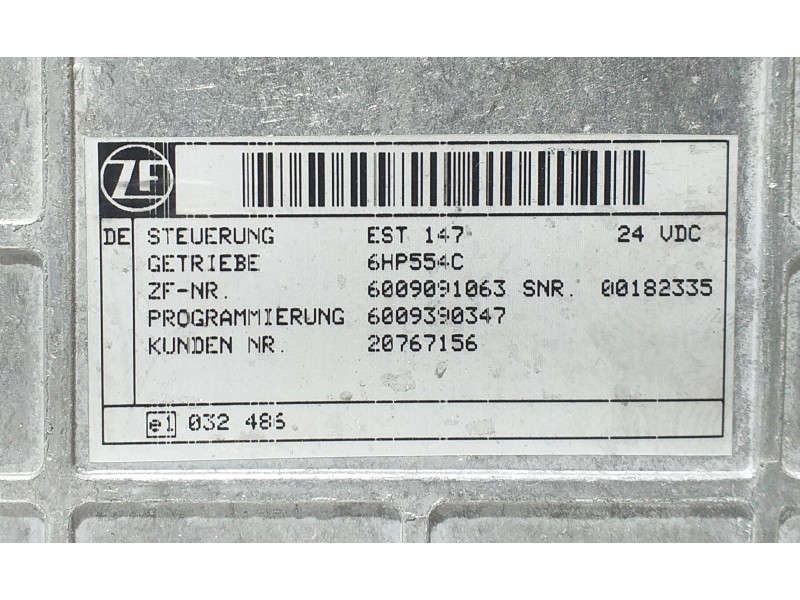 ZF
DE STEUERUNG EST 147 24 VDC
GETRIEBE 6HP554C
ZF-NR. 6009091063 SNR. 00182335
PROGRAMMIERUNG 6009390347
KUNDEN NR. 20767156
e1 032 486